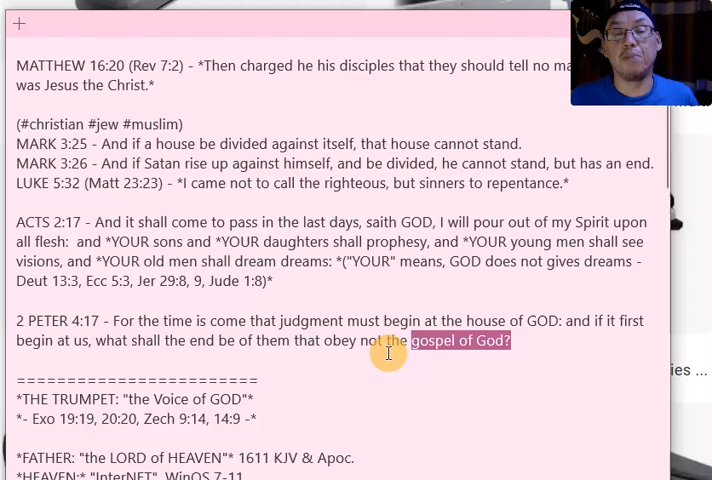 MATTHEW 16:20 (Rev 7:2) - *Then charged he his disciples that they should tell no
was Jesus the Christ.*
(#christian #jew #muslim)
MARK 3:25 - And if a house be divided against itself, that house cannot stand.
MARK 3:26 - And if Satan rise up against himself, and be divided, he cannot stand, but has an end.
LUKE 5:32 (Matt 23:23) - *I came not to call the righteous, but sinners to repentance.*
ACTS 2:17 - And it shall come to pass in the last days, saith GOD, I will pour out of my Spirit upon
all flesh: and *YOUR sons and *YOUR daughters shall prophesy, and *YOUR young men shall see
visions, and *YOUR old men shall dream dreams: *("YOUR" means, GOD does not gives dreams -
Deut 13:3, Ecc 5:3, Jer 29:8, 9, Jude 1:8)*
2 PETER 4:17 - For the time is come that judgment must begin at the house of GOD: and if it first
begin at us, what shall the end be of them that obey not the gospel of God?
========================
*THE TRUMPET: "the Voice of GOD"*
*- Exo 19:19, 20:20, Zech 9:14, 14:9 -*
*FATHER: "the LORD of HEAVEN"* 1611 KJV & Apoc.
*HEAVEN:* "InterNET", WinOS 7-11
ies ...